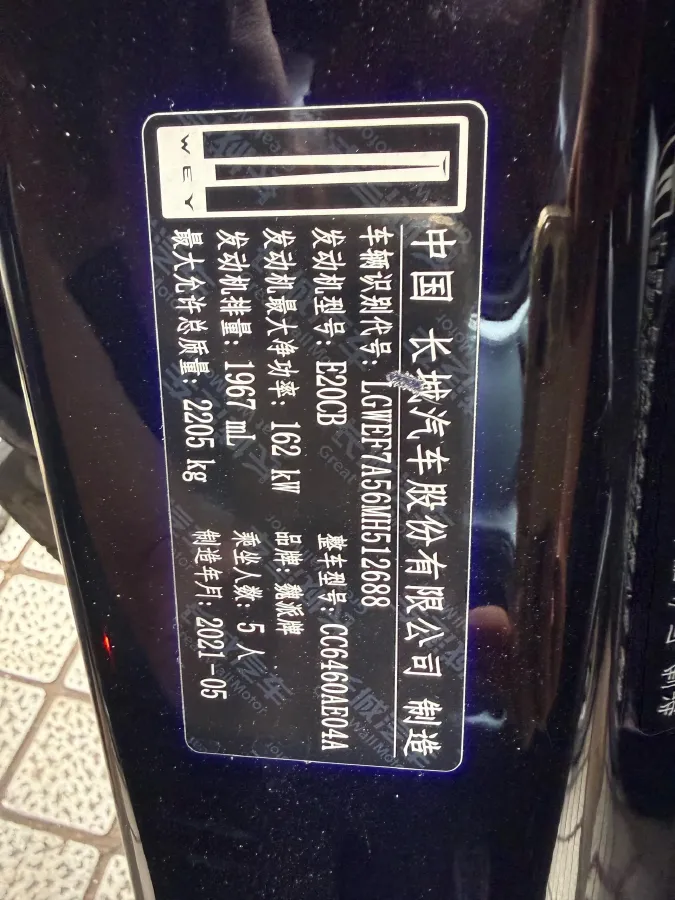 WEY
中国 长城汽车股份有限公司 制造
车辆识别代号: LGWEF7A56MH512688
发动机型号: E20CB 整车型号: CC6460AE04A
发动机最大净功率: 162 kW 品牌: 魏派牌
发动机排量: 1967 mL 乘坐人数: 5 人
最大允许总质量: 2205 kg 制造年月: 2021-05